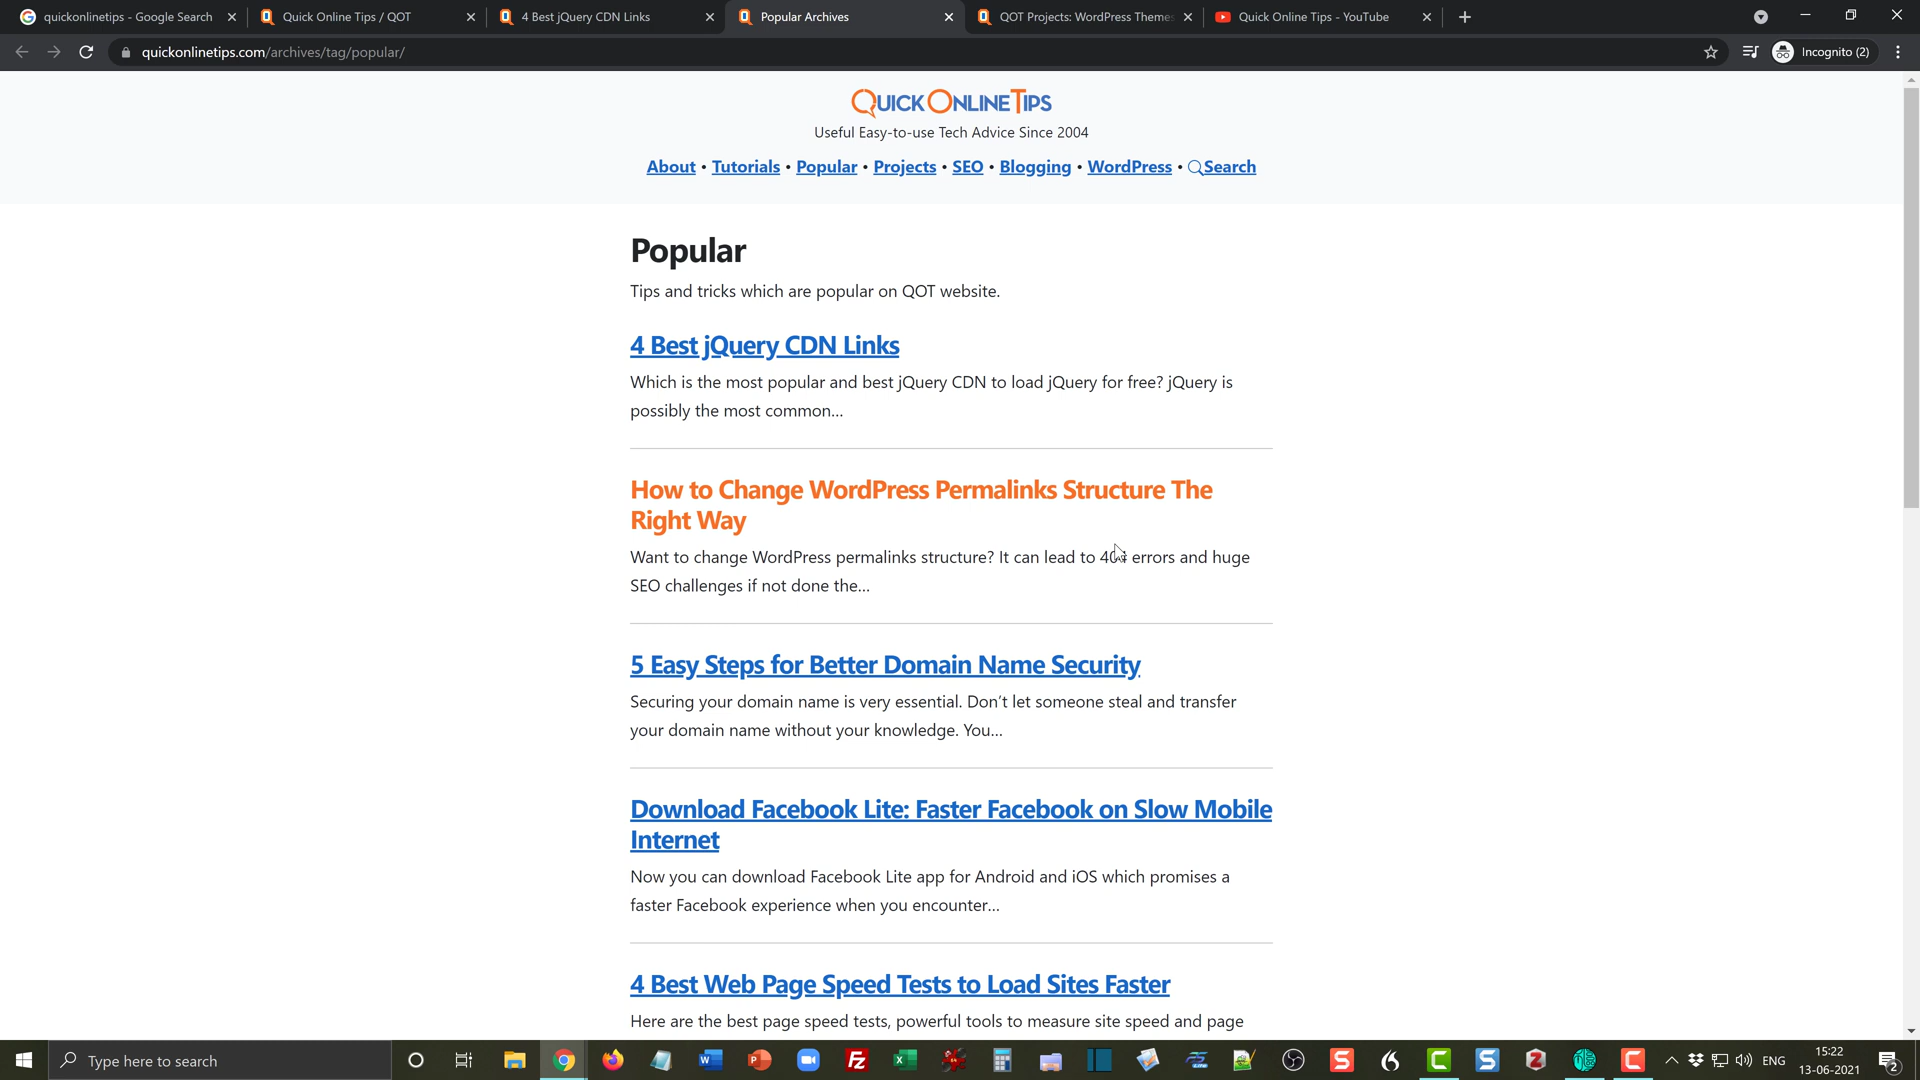 quickonlinetips - Google Search
Quick Online Tips / QOT
4 Best jQuery CDN Links
Popular Archives
QOT Projects: WordPress Themes
Quick Online Tips - YouTube
quickonlinetips.com/archives/tag/popular/
Incognito (2)
QUICKONLINETIPS
Useful Easy-to-use Tech Advice Since 2004
About • Tutorials • Popular • Projects • SEO • Blogging • WordPress • Search
Popular
Tips and tricks which are popular on QOT website.
4 Best jQuery CDN Links
Which is the most popular and best jQuery CDN to load jQuery for free? jQuery is
possibly the most common...
How to Change WordPress Permalinks Structure The
Right Way
Want to change WordPress permalinks structure? It can lead to errors and huge
SEO challenges if not done the...
5 Easy Steps for Better Domain Name Security
Securing your domain name is very essential. Don't let someone steal and transfer
your domain name without your knowledge. You...
Download Facebook Lite: Faster Facebook on Slow Mobile
Internet
Now you can download Facebook Lite app for Android and iOS which promises a
faster Facebook experience when you encounter...
4 Best Web Page Speed Tests to Load Sites Faster
Here are the best page speed tests, powerful tools to measure site speed and page
Type here to search
ENG
15:22
13-06-2021
2